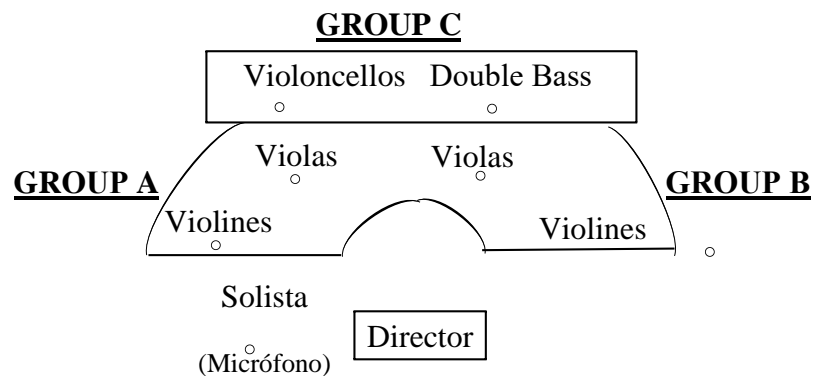 GROUP C
Violoncellos Double Bass
Violas Violas
GROUP A GROUP B
Violines Violines
Solista
Director
(Micrófono)